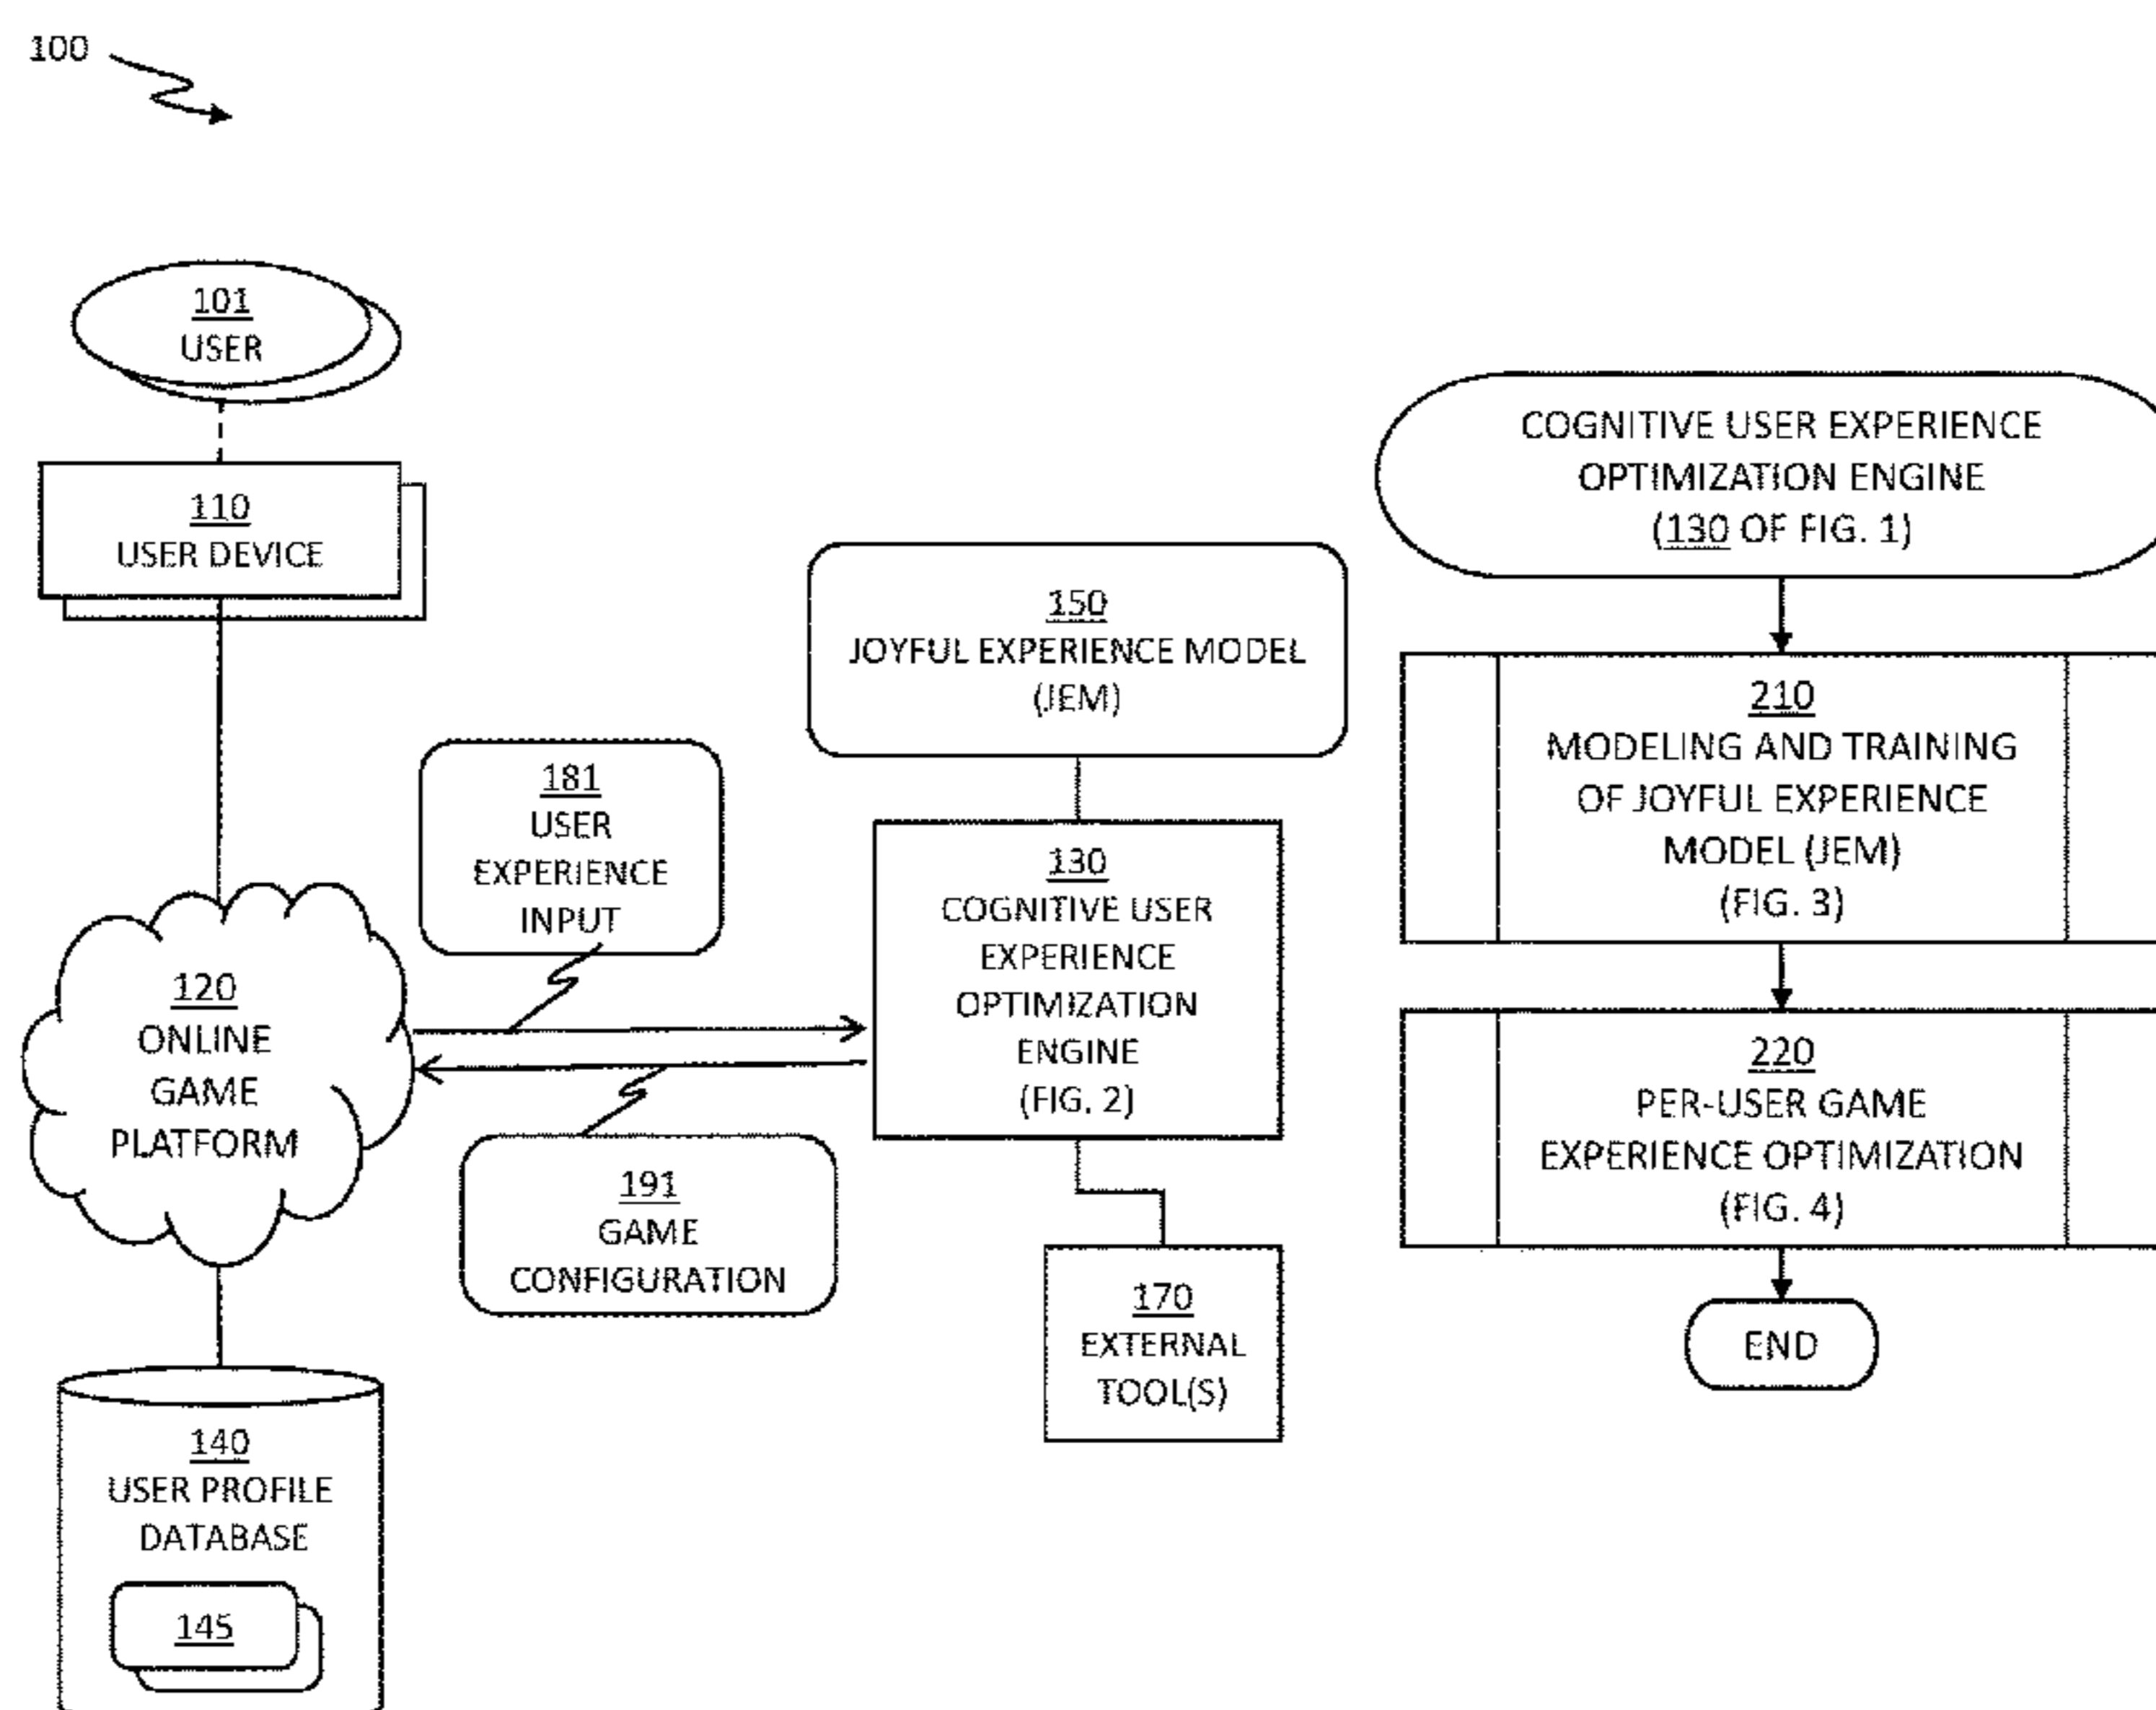 100
101
USER
110
USER DEVICE
120
ONLINE
GAME
PLATFORM
181
USER
EXPERIENCE
INPUT
191
GAME
CONFIGURATION
140
USER PROFILE
DATABASE
145
150
JOYFUL EXPERIENCE MODEL
(JEM)
130
COGNITIVE USER
EXPERIENCE
OPTIMIZATION
ENGINE
(FIG. 2)
170
EXTERNAL
TOOL(S)
COGNITIVE USER EXPERIENCE
OPTIMIZATION ENGINE
(130 OF FIG. 1)
210
MODELING AND TRAINING
OF JOYFUL EXPERIENCE
MODEL (JEM)
(FIG. 3)
220
PER-USER GAME
EXPERIENCE OPTIMIZATION
(FIG. 4)
END